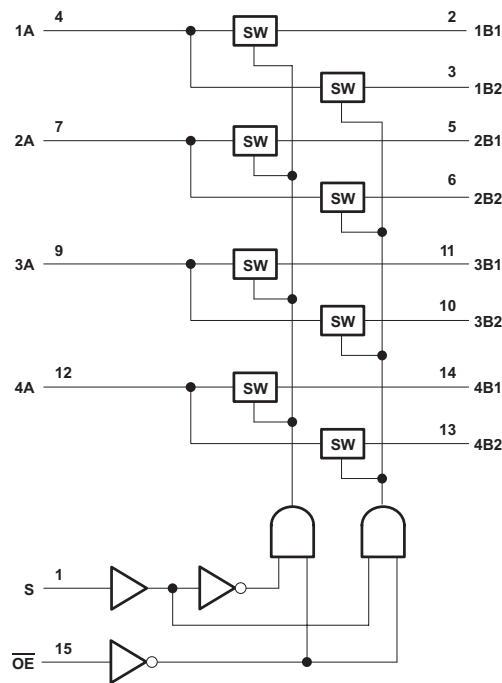 1A 4 SW 2 1B1
SW 3 1B2
2A 7 SW 5 2B1
SW 6 2B2
3A 9 SW 11 3B1
SW 10 3B2
4A 12 SW 14 4B1
SW 13 4B2
S 1
O̅E̅ 15